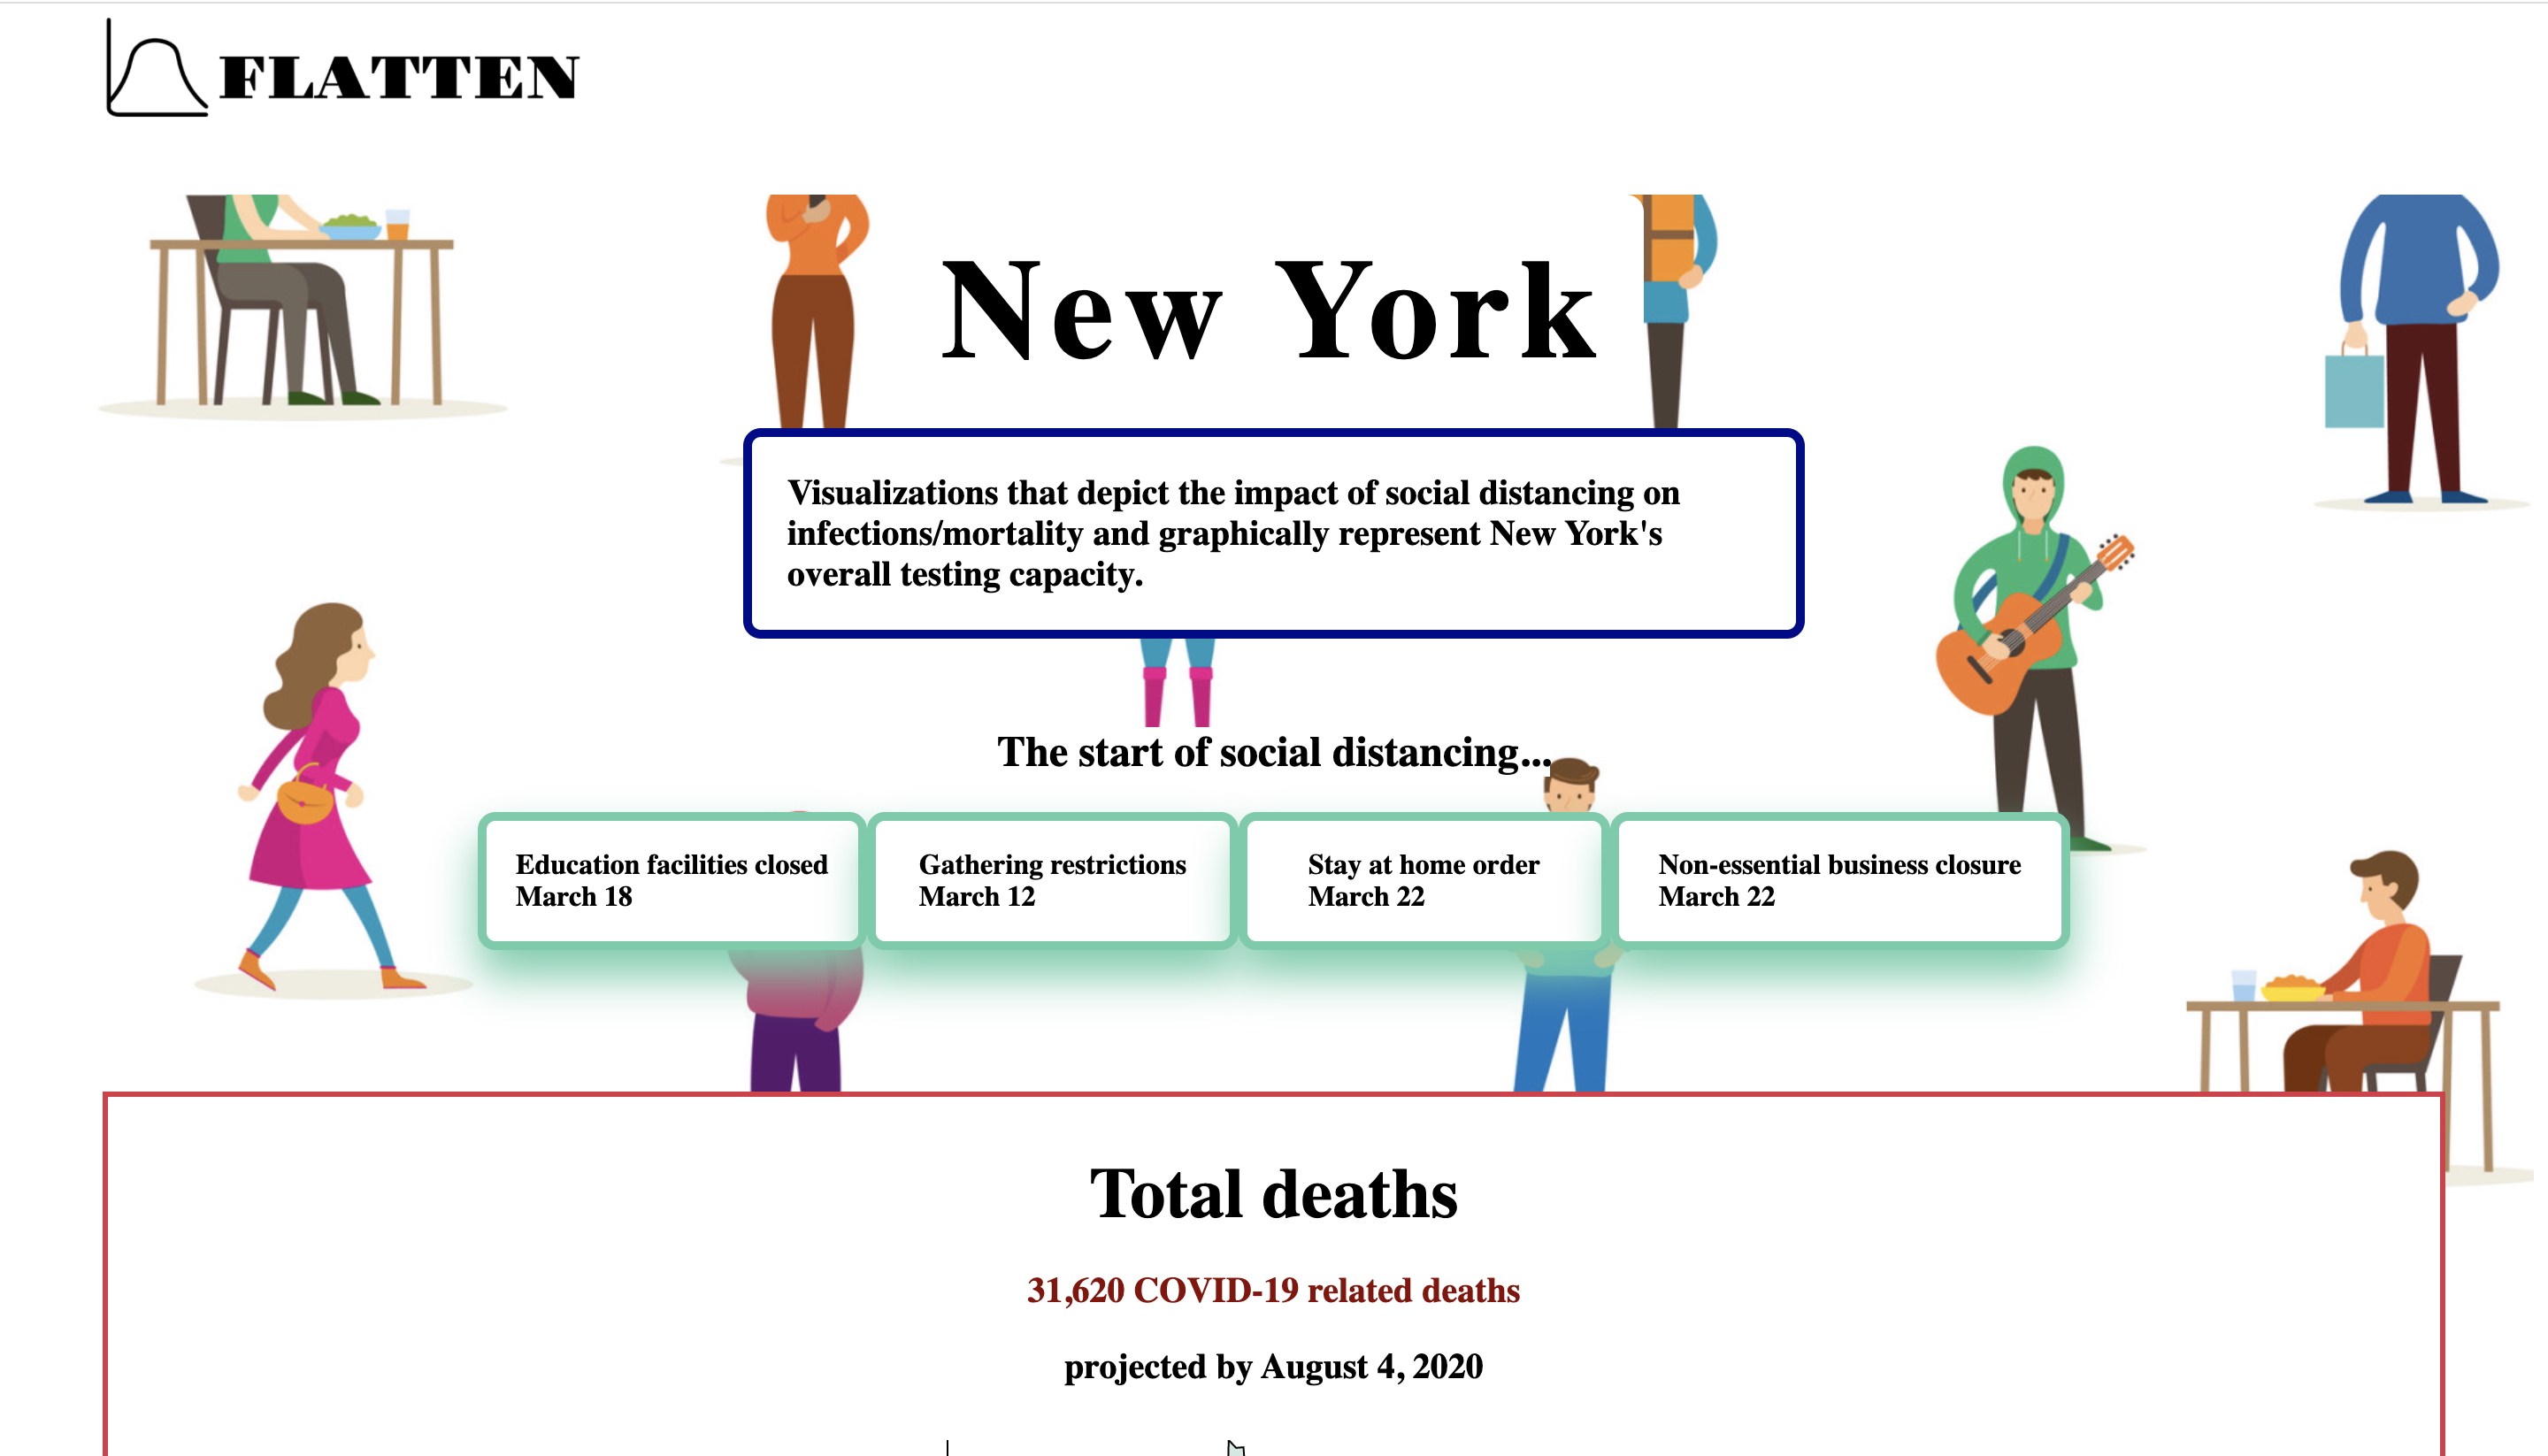 FLATTEN
New York
Visualizations that depict the impact of social distancing on
infections/mortality and graphically represent New York's
overall testing capacity.
The start of social distancing...
Education facilities closed
March 18
Gathering restrictions
March 12
Stay at home order
March 22
Non-essential business closure
March 22
Total deaths
31,620 COVID-19 related deaths
projected by August 4, 2020